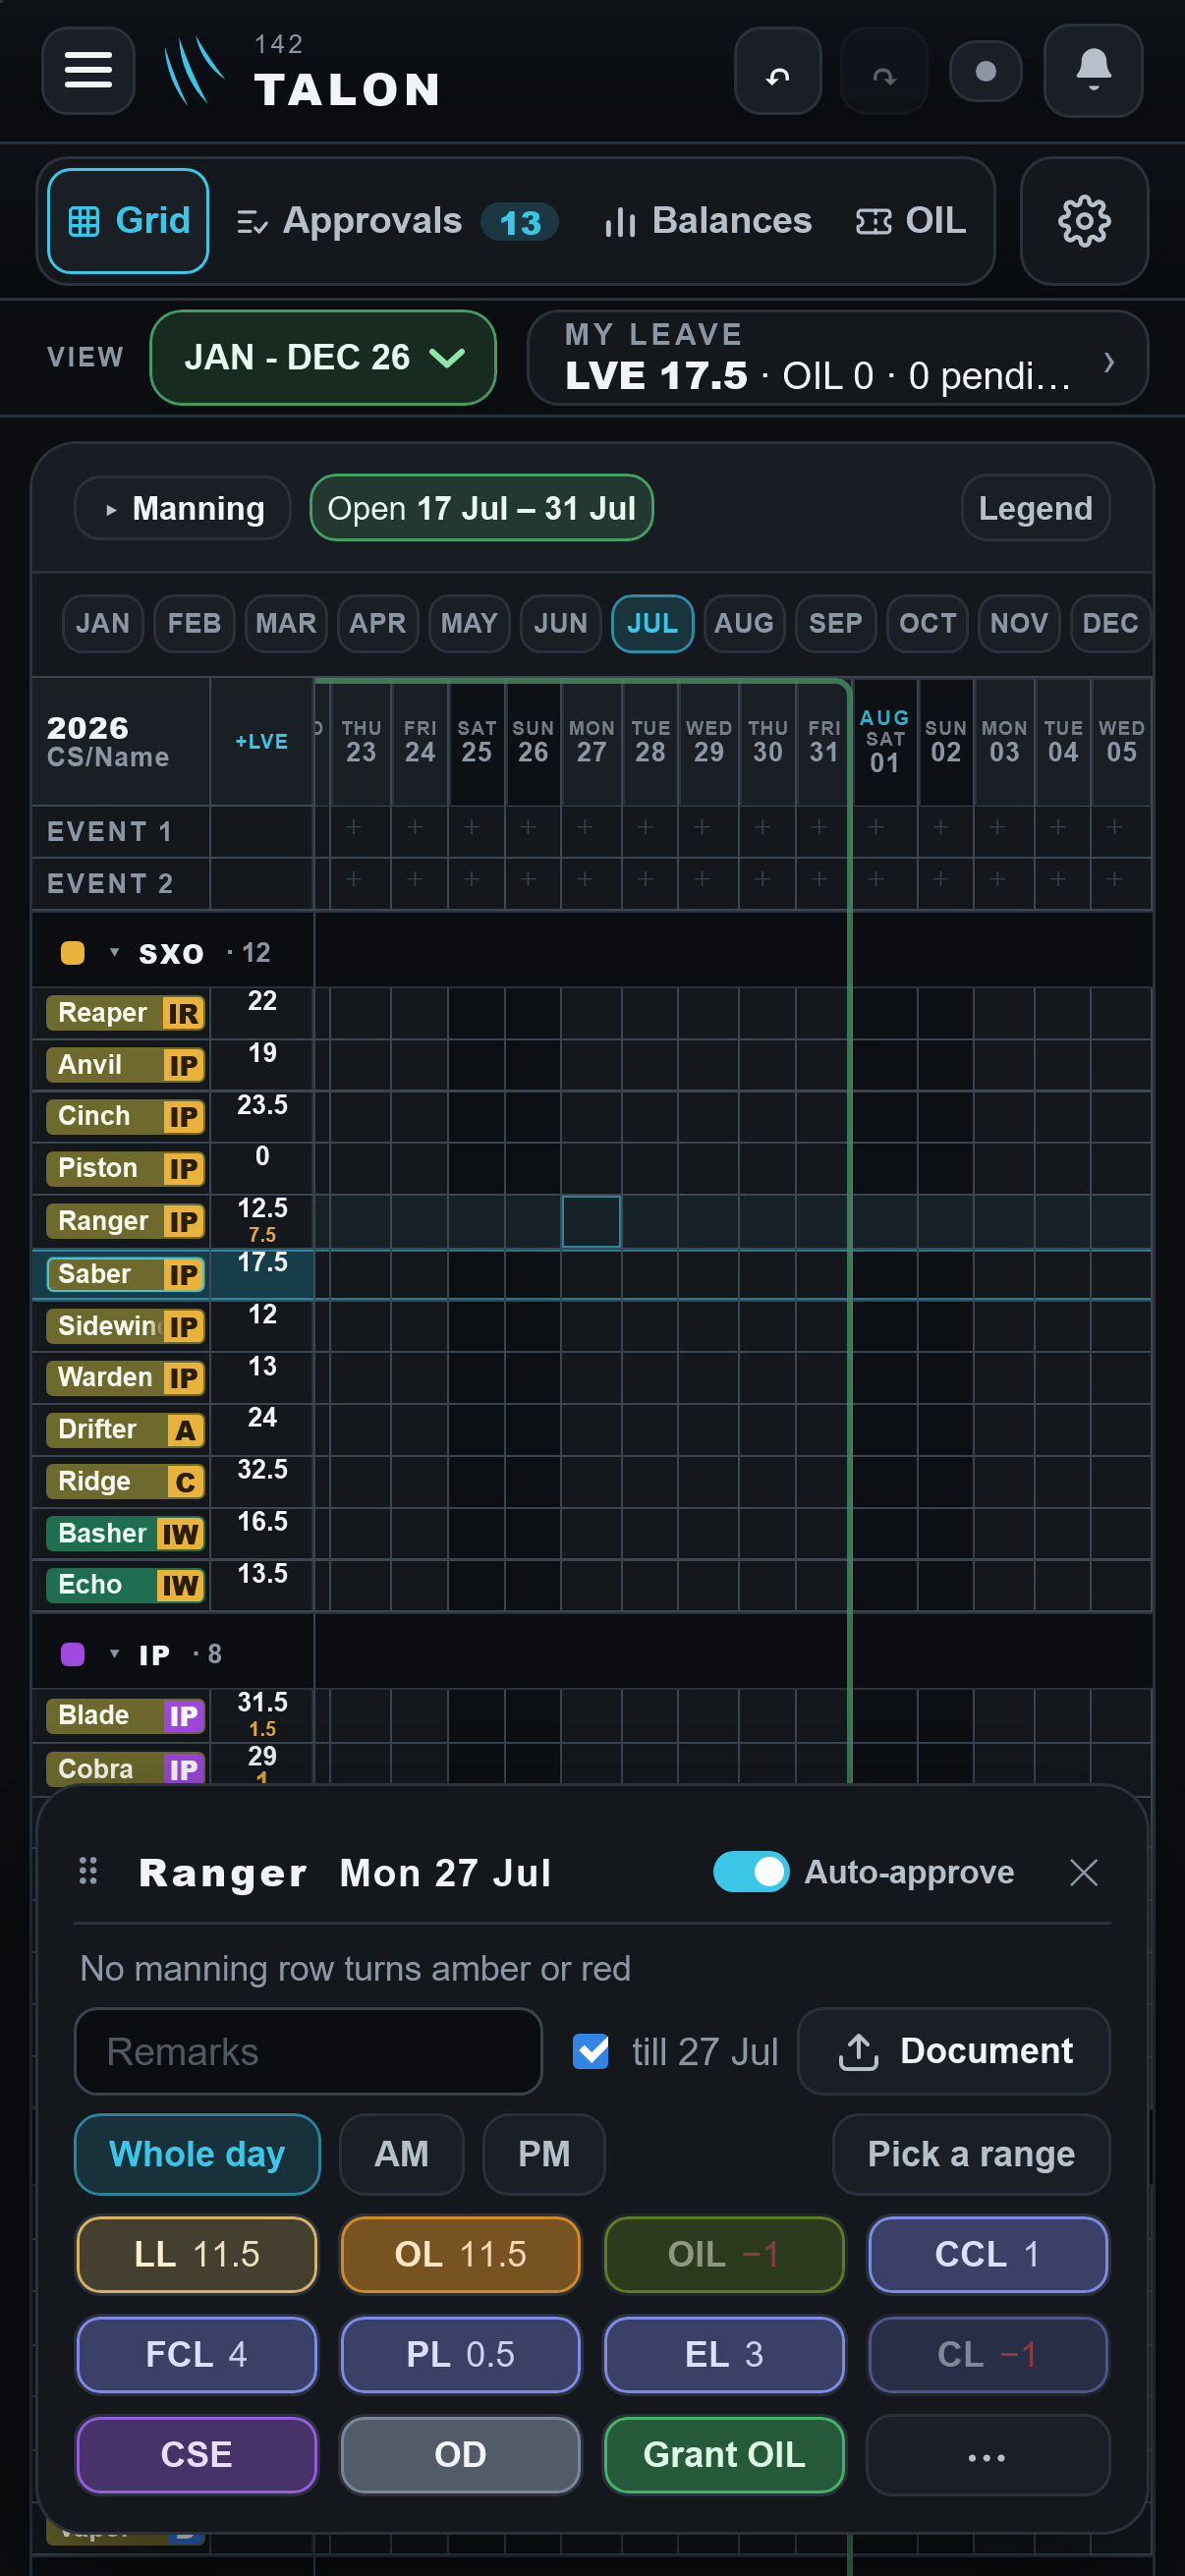 142
TALON
Grid Approvals 13 Balances OIL
VIEW JAN - DEC 26
MY LEAVE
LVE 17.5 · OIL 0 · 0 pendi…
Manning Open 17 Jul – 31 Jul Legend
JAN FEB MAR APR MAY JUN JUL AUG SEP OCT NOV DEC
2026
CS/Name
+LVE
THU 23
FRI 24
SAT 25
SUN 26
MON 27
TUE 28
WED 29
THU 30
FRI 31
AUG SAT 01
SUN 02
MON 03
TUE 04
WED 05
EVENT 1 + + + + + + + + + + + + + +
EVENT 2 + + + + + + + + + + + + + +
SXO · 12
Reaper IR 22
Anvil IP 19
Cinch IP 23.5
Piston IP 0
Ranger IP 12.5
7.5
Saber IP 17.5
Sidewin IP 12
Warden IP 13
Drifter A 24
Ridge C 32.5
Basher IW 16.5
Echo IW 13.5
IP · 8
Blade IP 31.5
1.5
Cobra IP 29
1
Ranger Mon 27 Jul Auto-approve
No manning row turns amber or red
Remarks till 27 Jul Document
Whole day AM PM Pick a range
LL 11.5 OL 11.5 OIL −1 CCL 1
FCL 4 PL 0.5 EL 3 CL −1
CSE OD Grant OIL ...